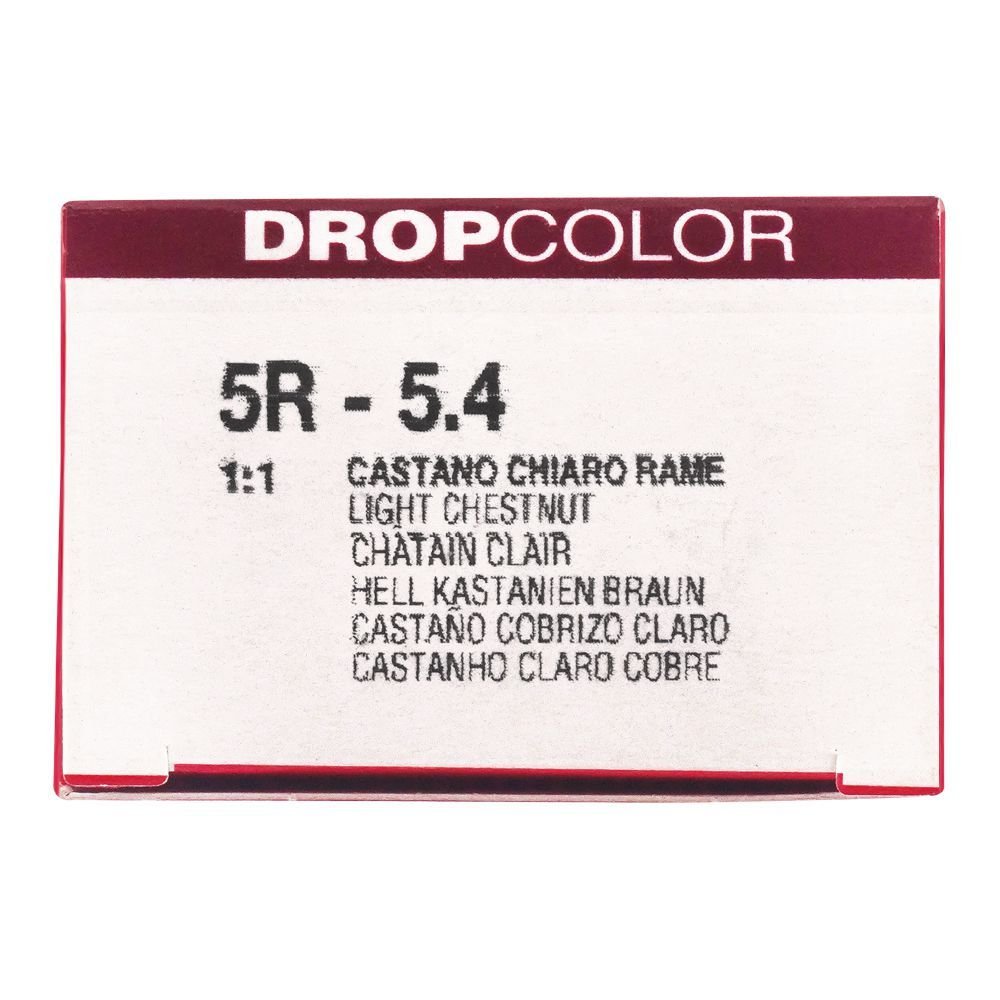 DROPCOLOR
5R - 5.4
1:1 CASTANO CHIARO RAME
LIGHT CHESTNUT
CHÂTAIN CLAIR
HELL KASTANIEN BRAUN
CASTAÑO COBRIZO CLARO
CASTANHO CLARO COBRE